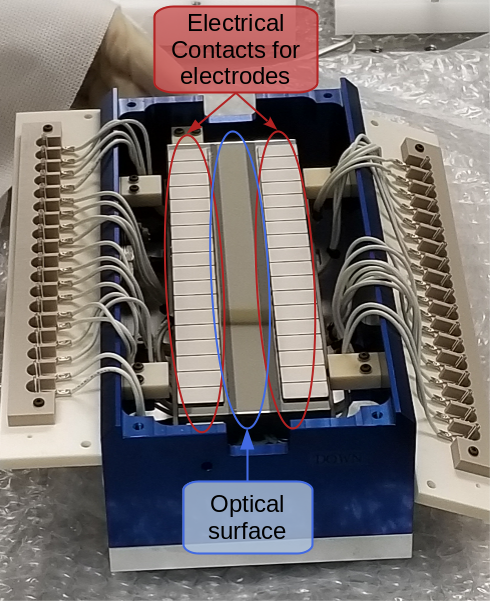 Electrical
Contacts for
electrodes
Optical
surface